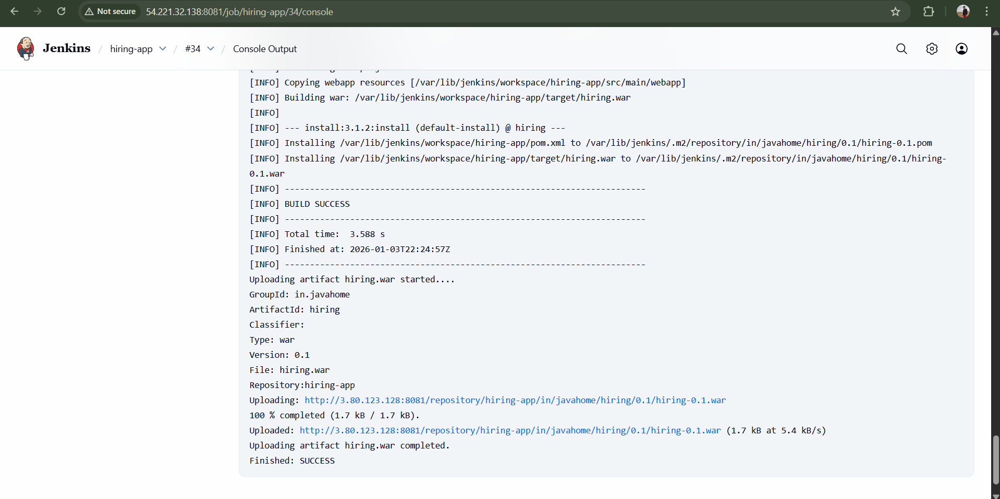 Not secure 54.221.32.138:8081/job/hiring-app/34/console
Jenkins / hiring-app / #34 / Console Output
[INFO] Copying webapp resources [/var/lib/jenkins/workspace/hiring-app/src/main/webapp]
[INFO] Building war: /var/lib/jenkins/workspace/hiring-app/target/hiring.war
[INFO]
[INFO] --- install:3.1.2:install (default-install) @ hiring ---
[INFO] Installing /var/lib/jenkins/workspace/hiring-app/pom.xml to /var/lib/jenkins/.m2/repository/in/javahome/hiring/0.1/hiring-0.1.pom
[INFO] Installing /var/lib/jenkins/workspace/hiring-app/target/hiring.war to /var/lib/jenkins/.m2/repository/in/javahome/hiring/0.1/hiring-
0.1.war
[INFO] ------------------------------------------------------------------------
[INFO] BUILD SUCCESS
[INFO] ------------------------------------------------------------------------
[INFO] Total time:  3.588 s
[INFO] Finished at: 2026-01-03T22:24:57Z
[INFO] ------------------------------------------------------------------------
Uploading artifact hiring.war started....
GroupId: in.javahome
ArtifactId: hiring
Classifier:
Type: war
Version: 0.1
File: hiring.war
Repository:hiring-app
Uploading: http://3.80.123.128:8081/repository/hiring-app/in/javahome/hiring/0.1/hiring-0.1.war
100 % completed (1.7 kB / 1.7 kB).
Uploaded: http://3.80.123.128:8081/repository/hiring-app/in/javahome/hiring/0.1/hiring-0.1.war (1.7 kB at 5.4 kB/s)
Uploading artifact hiring.war completed.
Finished: SUCCESS